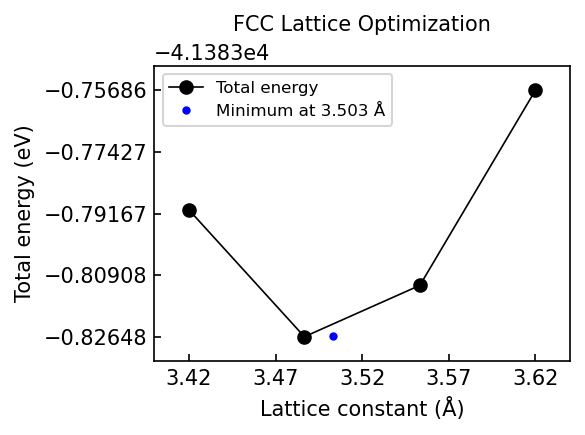 FCC Lattice Optimization
−4.1383e4
Total energy
Minimum at 3.503 Å
−0.75686
−0.77427
−0.79167
−0.80908
−0.82648
Total energy (eV)
3.42 3.47 3.52 3.57 3.62
Lattice constant (Å)